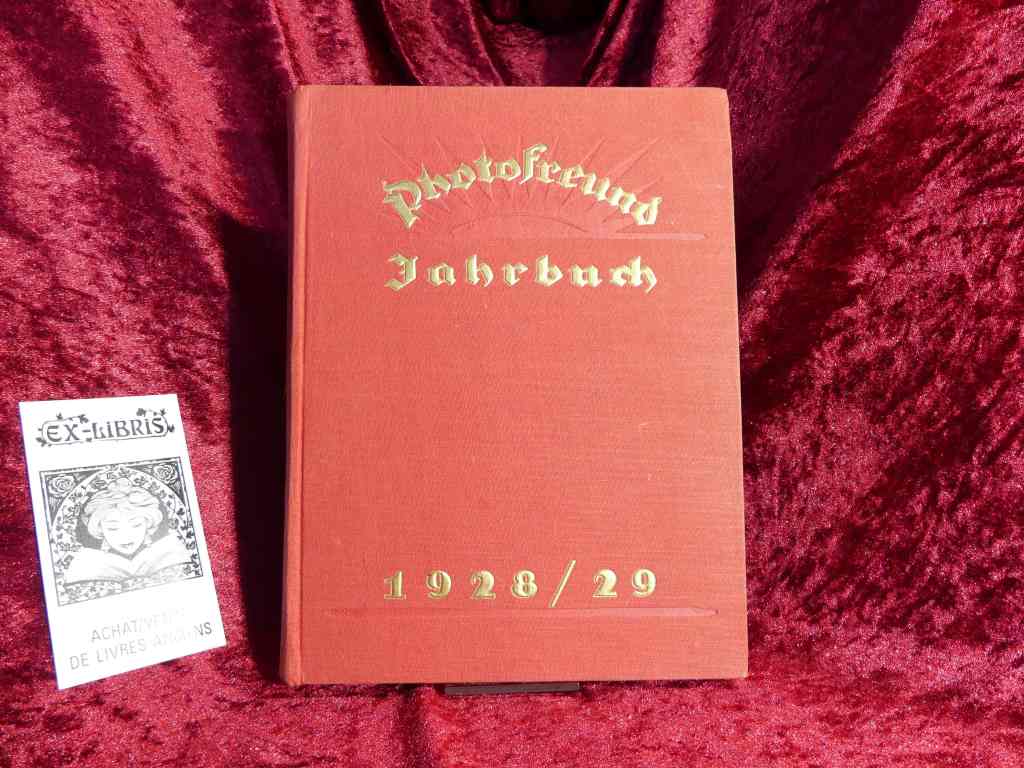 Photofreund
Jahrbuch
1928/29
EX-LIBRIS
ACHAT/VENTE
DE LIVRES ANCIENS